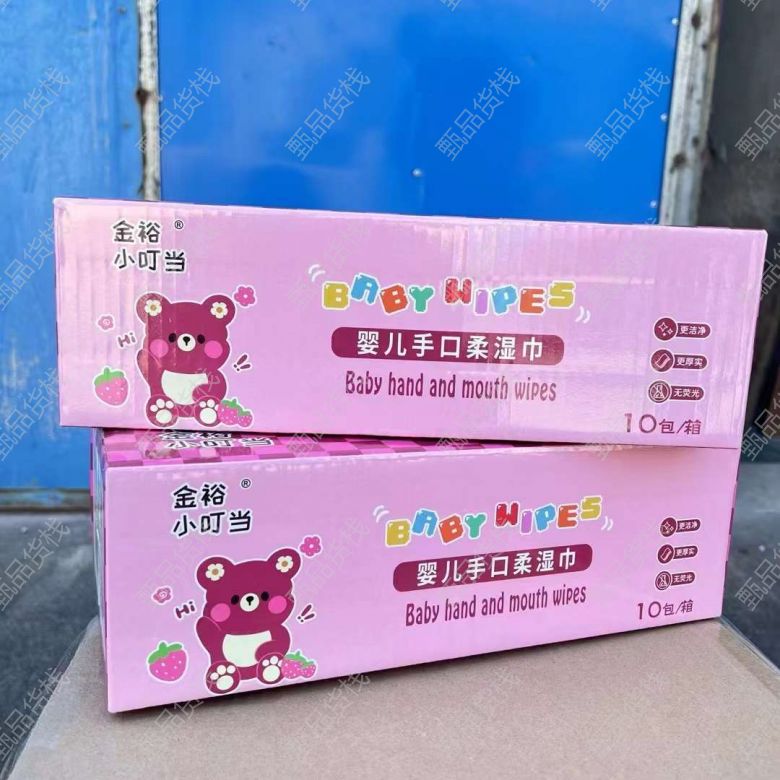 金裕®
小叮当
BABY WIPES
Hi
婴儿手口柔湿巾
Baby hand and mouth wipes
更洁净
更厚实
无荧光
10包/箱
金裕®
小叮当
BABY WIPES
Hi
婴儿手口柔湿巾
Baby hand and mouth wipes
更洁净
更厚实
无荧光
10包/箱
甄品货栈